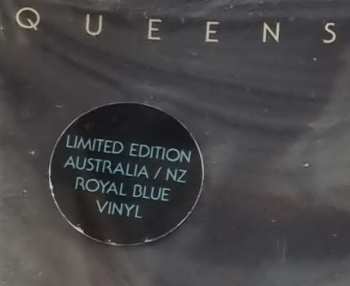 QUEENS
LIMITED EDITION
AUSTRALIA / NZ
ROYAL BLUE
VINYL